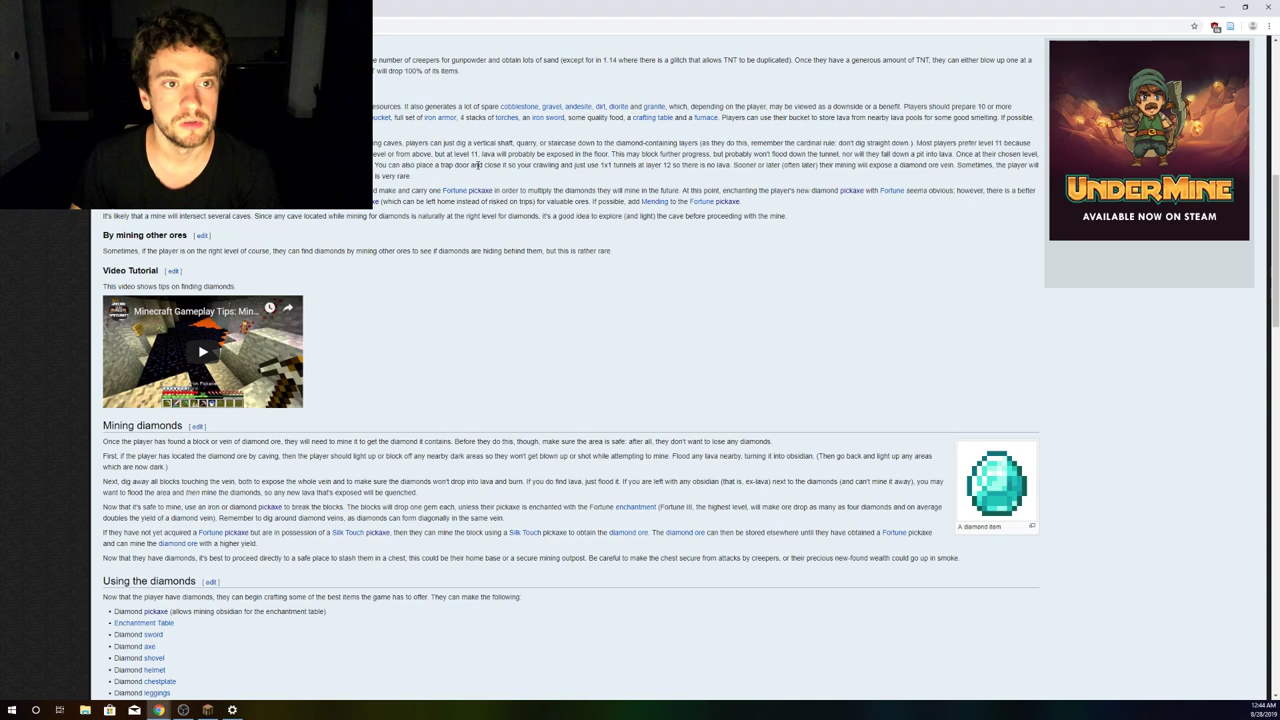 e number of creepers for gunpowder and obtain lots of sand (except for in 1.14 where there is a glitch that allows TNT to be duplicated). Once they have a generous amount of TNT, they can either blow up one at a
T will drop 100% of its items.
esources. It also generates a lot of spare cobblestone, gravel, andesite, dirt, diorite and granite, which, depending on the player, may be viewed as a downside or a benefit. Players should prepare 10 or more
bucket, full set of iron armor, 4 stacks of torches, an iron sword, some quality food, a crafting table and a furnace. Players can use their bucket to store lava from nearby lava pools for some good smelting. If possible,
ing caves, players can just dig a vertical shaft, quarry, or staircase down to the diamond-containing layers (as they do this, remember the cardinal rule: don't dig straight down.). Most players prefer level 11 because
evel or from above, but at level 11, lava will probably be exposed in the floor. This may block further progress, but probably won't flood down the tunnel, nor will they fall down a pit into lava. Once at their chosen level,
You can also place a trap door and close it so your crawling and just use 1x1 tunnels at layer 12 so there is no lava. Sooner or later (often later) their mining will expose a diamond ore vein. Sometimes, the player will
is very rare.
d make and carry one Fortune pickaxe in order to multiply the diamonds they will mine in the future. At this point, enchanting the player's new diamond pickaxe with Fortune seems obvious; however, there is a better
xe (which can be left home instead of risked on trips) for valuable ores. If possible, add Mending to the Fortune pickaxe.
It's likely that a mine will intersect several caves. Since any cave located while mining for diamonds is naturally at the right level for diamonds, it's a good idea to explore (and light) the cave before proceeding with the mine.
By mining other ores [ edit ]
Sometimes, if the player is on the right level of course, they can find diamonds by mining other ores to see if diamonds are hiding behind them, but this is rather rare.
Video Tutorial [ edit ]
This video shows tips on finding diamonds.
Minecraft Gameplay Tips: Min...
Mining diamonds [ edit ]
Once the player has found a block or vein of diamond ore, they will need to mine it to get the diamond it contains. Before they do this, though, make sure the area is safe: after all, they don't want to lose any diamonds.
First, if the player has located the diamond ore by caving, then the player should light up or block off any nearby dark areas so they won't get blown up or shot while attempting to mine. Flood any lava nearby, turning it into obsidian. (Then go back and light up any areas
which are now dark.)
Next, dig away all blocks touching the vein, both to expose the whole vein and to make sure the diamonds won't drop into lava and burn. If you do find lava, just flood it. If you are left with any obsidian (that is, ex-lava) next to the diamonds (and can't mine it away), you may
want to flood the area and then mine the diamonds, so any new lava that's exposed will be quenched.
Now that it's safe to mine, use an iron or diamond pickaxe to break the blocks. The blocks will drop one gem each, unless their pickaxe is enchanted with the Fortune enchantment (Fortune III, the highest level, will make ore drop as many as four diamonds and on average
doubles the yield of a diamond vein). Remember to dig around diamond veins, as diamonds can form diagonally in the same vein.
If they have not yet acquired a Fortune pickaxe but are in possession of a Silk Touch pickaxe, then they can mine the block using a Silk Touch pickaxe to obtain the diamond ore. The diamond ore can then be stored elsewhere until they have obtained a Fortune pickaxe
and can mine the diamond ore with a higher yield.
Now that they have diamonds, it's best to proceed directly to a safe place to stash them in a chest; this could be their home base or a secure mining outpost. Be careful to make the chest secure from attacks by creepers, or their precious new-found wealth could go up in smoke.
A diamond item
Using the diamonds [ edit ]
Now that the player have diamonds, they can begin crafting some of the best items the game has to offer. They can make the following:
• Diamond pickaxe (allows mining obsidian for the enchantment table)
• Enchantment Table
• Diamond sword
• Diamond axe
• Diamond shovel
• Diamond helmet
• Diamond chestplate
• Diamond leggings
UNDERMINE
AVAILABLE NOW ON STEAM
12:44 AM
8/28/2019